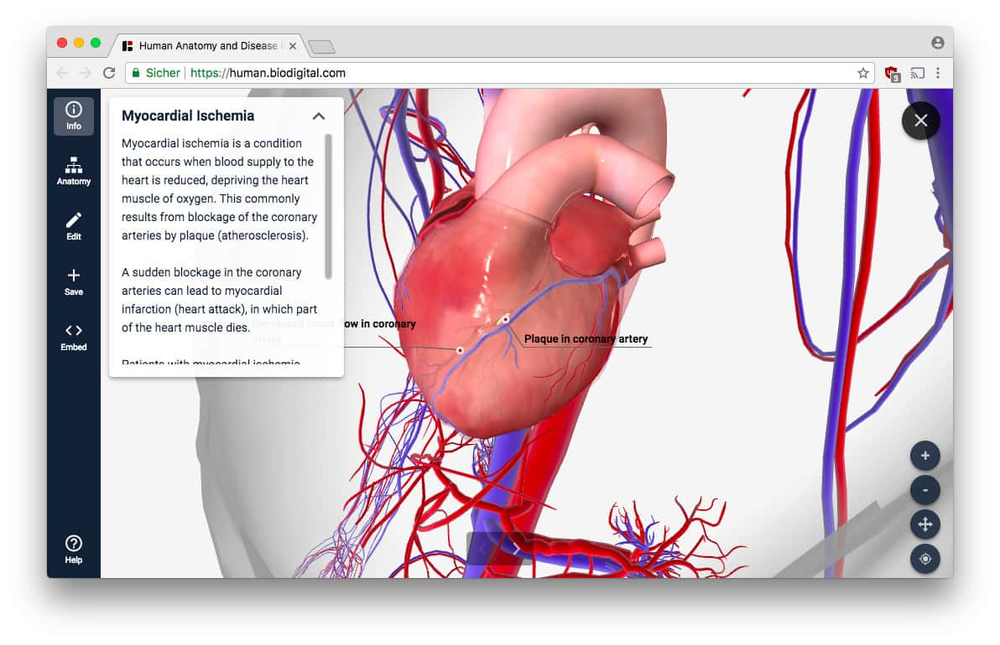 Human Anatomy and Disease i
Sicher https://human.biodigital.com
3
Info
Anatomy
Edit
Save
Embed
Help
Myocardial Ischemia
Myocardial ischemia is a condition
that occurs when blood supply to the
heart is reduced, depriving the heart
muscle of oxygen. This commonly
results from blockage of the coronary
arteries by plaque (atherosclerosis).
A sudden blockage in the coronary
arteries can lead to myocardial
infarction (heart attack), in which part
of the heart muscle dies.
Patients with myocardial ischemia
Decreased blood flow in coronary
artery
Plaque in coronary artery